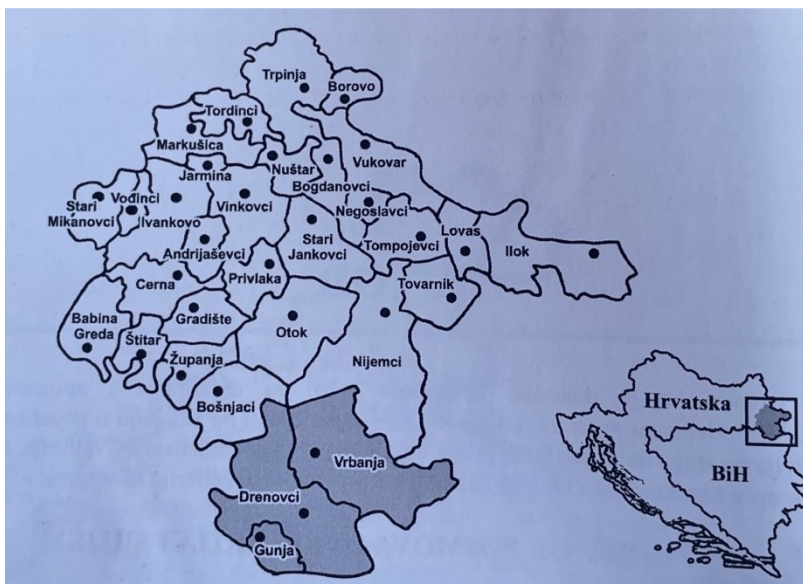 Trpinja
Borovo
Tordinci
Markušica
Vukovar
Jarmina
Nuštar
Bogdanovci
Stari
Mikanovci
Vođinci
Ivankovo
Vinkovci
Negoslavci
Lovas
Ilok
Andrijaševci
Stari
Jankovci
Tompojevci
Cerna
Privlaka
Tovarnik
Babina
Greda
Gradište
Otok
Štitar
Županja
Nijemci
Bošnjaci
Hrvatska
BiH
Vrbanja
Drenovci
Gunja